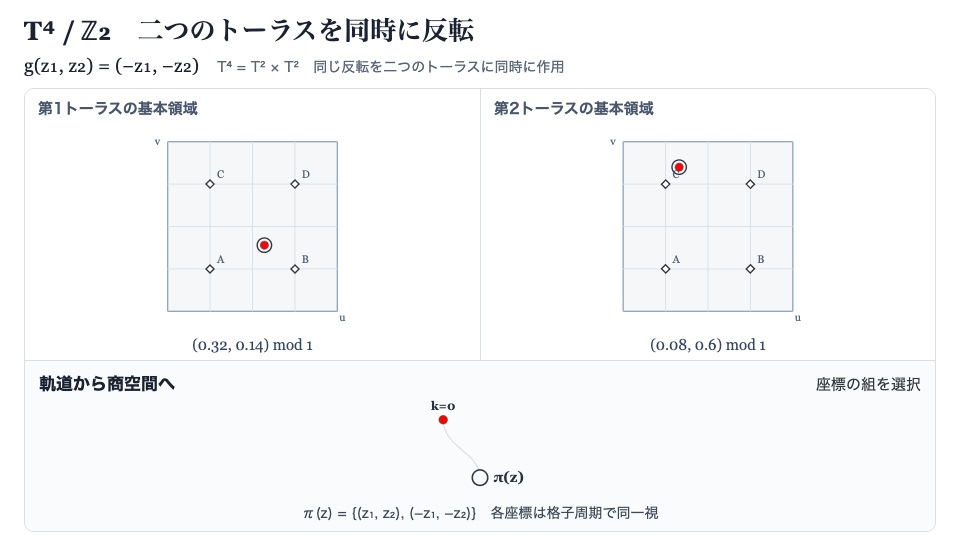 T⁴ / ℤ₂　二つのトーラスを同時に反転
g(z₁, z₂) = (−z₁, −z₂)　T⁴ = T² × T²　同じ反転を二つのトーラスに同時に作用
第1トーラスの基本領域
v
C D
A B
u
(0.32, 0.14) mod 1
第2トーラスの基本領域
v
C D
A B
u
(0.08, 0.6) mod 1
軌道から商空間へ
座標の組を選択
k=0
π(z)
π(z) = {(z₁, z₂), (−z₁, −z₂)}　各座標は格子周期で同一視